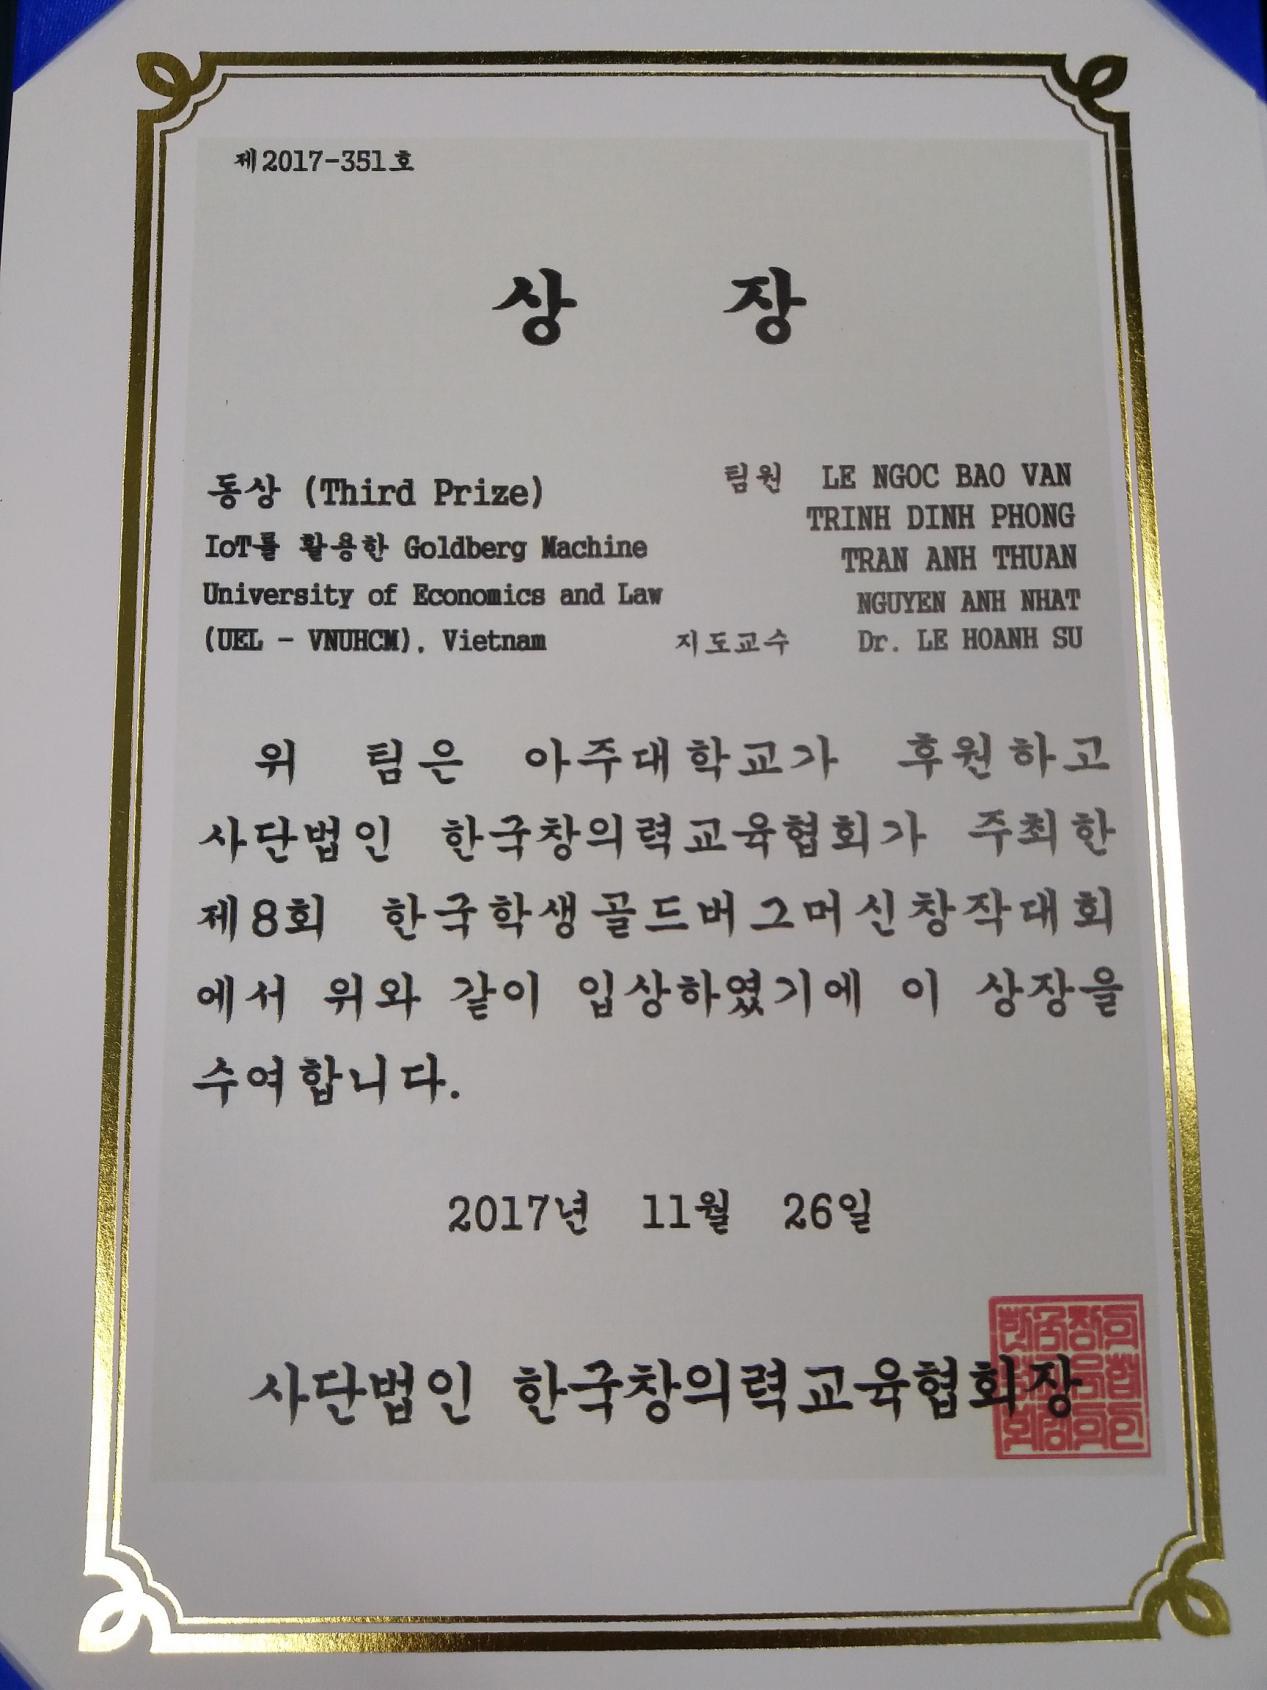 제2017-351호
상 장
동상 (Third Prize)
IoT를 활용한 Goldberg Machine
University of Economics and Law
(UEL - VNUHCM), Vietnam
팀원 LE NGOC BAO VAN
TRINH DINH PHONG
TRAN ANH THUAN
NGUYEN ANH NHAT
지도교수 Dr. LE HOANH SU
위 팀은 아주대학교가 후원하고
사단법인 한국창의력교육협회가 주최한
제8회 한국학생골드버그머신창작대회
에서 위와 같이 입상하였기에 이 상장을
수여합니다.
2017년 11월 26일
사단법인 한국창의력교육협회장